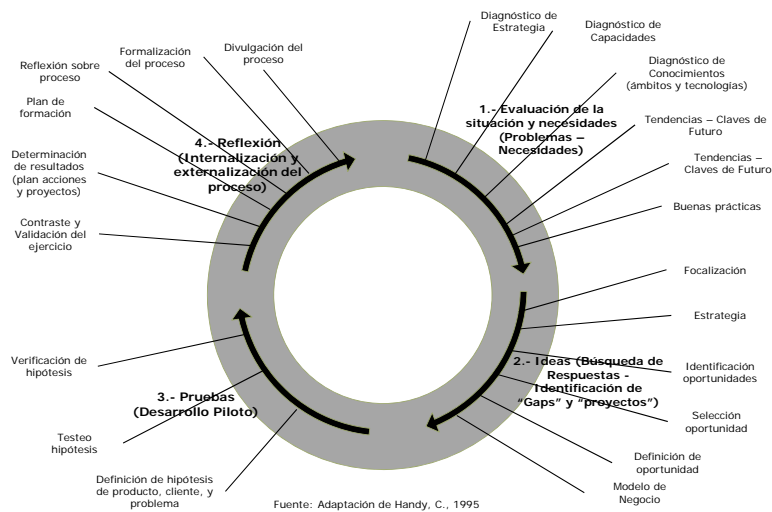 Diagnóstico de
Estrategia
Diagnóstico de
Capacidades
Diagnóstico de
Conocimientos
(ámbitos y tecnologías)
1.- Evaluación de la
situación y necesidades
(Problemas –
Necesidades)
Tendencias – Claves de
Futuro
Tendencias –
Claves de Futuro
Buenas prácticas
Focalización
Estrategia
2.- Ideas (Búsqueda de
Respuestas -
Identificación de
“Gaps” y “proyectos”)
Identificación
oportunidades
Selección
oportunidad
Definición de
oportunidad
Modelo de
Negocio
3.- Pruebas
(Desarrollo Piloto)
Definición de hipótesis
de producto, cliente, y
problema
Testeo
hipótesis
Verificación de
hipótesis
4.- Reflexión
(Internalización y
externalización del
proceso)
Contraste y
Validación del
ejercicio
Determinación
de resultados
(plan acciones
y proyectos)
Plan de
formación
Reflexión sobre
proceso
Formalización
del proceso
Divulgación del
proceso
Fuente: Adaptación de Handy, C., 1995